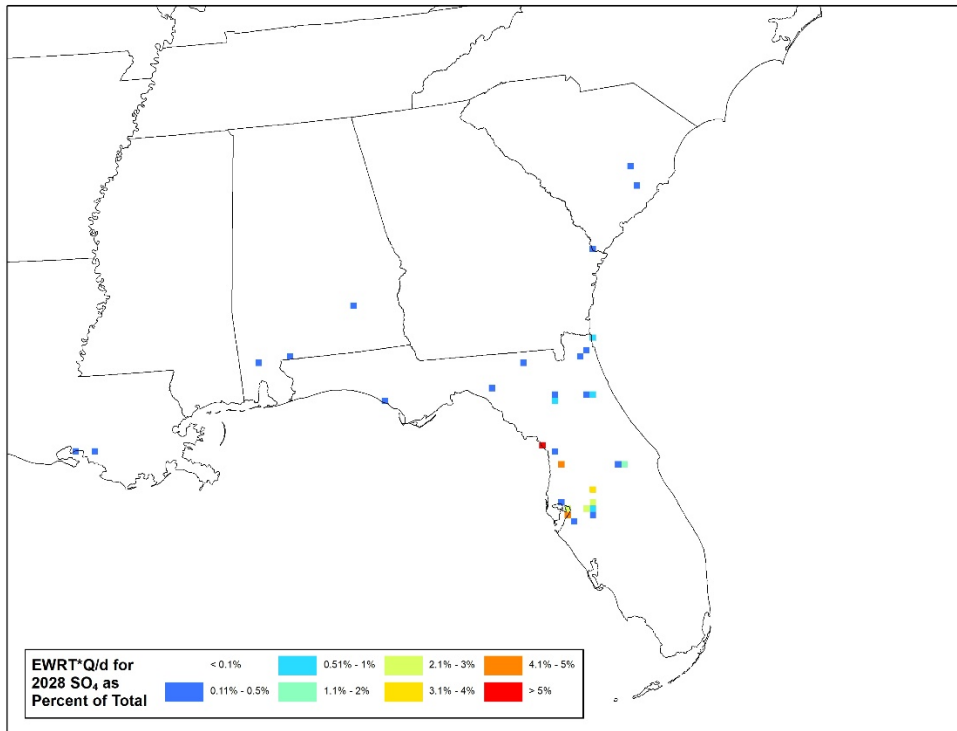 EWRT*Q/d for
2028 SO₄ as
Percent of Total
< 0.1%
0.51% - 1%
2.1% - 3%
4.1% - 5%
0.11% - 0.5%
1.1% - 2%
3.1% - 4%
> 5%